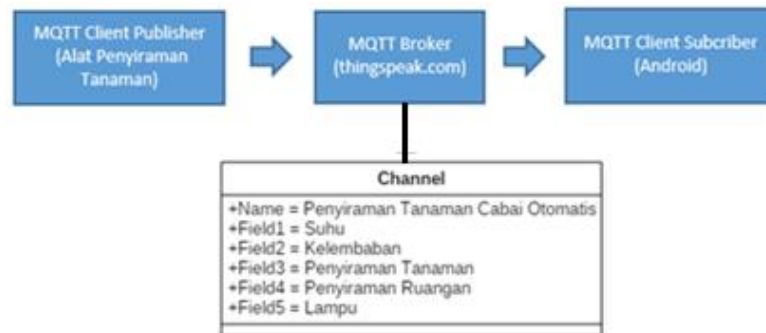 MQTT Client Publisher
(Alat Penyiraman
Tanaman)
MQTT Broker
(thingspeak.com)
MQTT Client Subcriber
(Android)
Channel
+Name = Penyiraman Tanaman Cabai Otomatis
+Field1 = Suhu
+Field2 = Kelembaban
+Field3 = Penyiraman Tanaman
+Field4 = Penyiraman Ruangan
+Field5 = Lampu